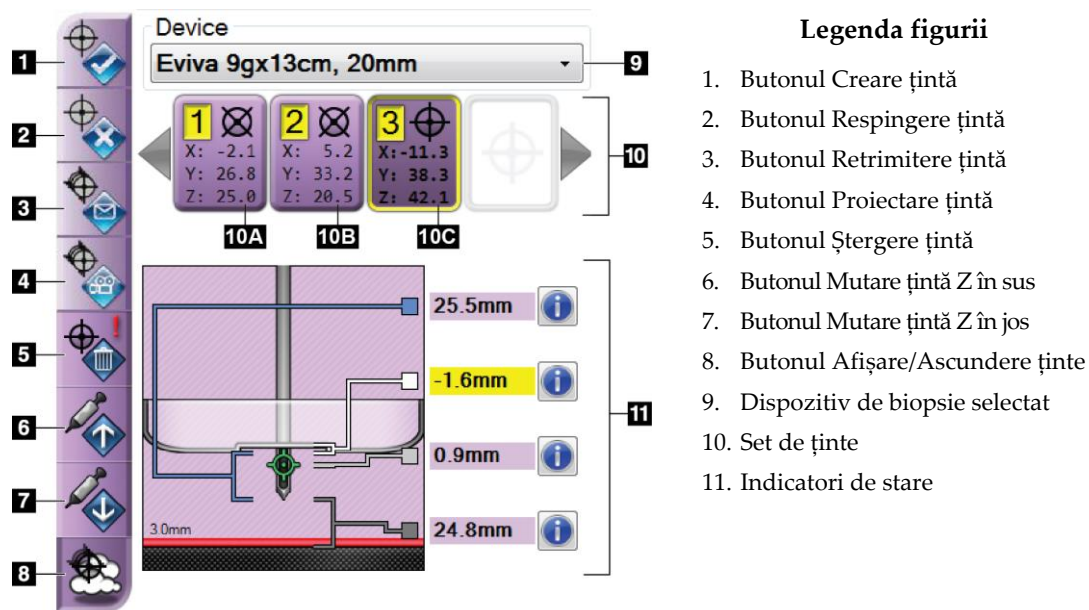 Device
Eviva 9gx13cm, 20mm
1
2
3
4
5
6
7
8
9
10
11
1
X: -2.1
Y: 26.8
Z: 25.0
2
X: 5.2
Y: 33.2
Z: 20.5
3
X:-11.3
Y: 38.3
Z: 42.1
10A
10B
10C
25.5mm
-1.6mm
0.9mm
24.8mm
3.0mm
Legenda figurii
1. Butonul Creare țintă
2. Butonul Respingere țintă
3. Butonul Retrimitere țintă
4. Butonul Proiectare țintă
5. Butonul Ștergere țintă
6. Butonul Mutare țintă Z în sus
7. Butonul Mutare țintă Z în jos
8. Butonul Afișare/Ascundere ținte
9. Dispozitiv de biopsie selectat
10. Set de ținte
11. Indicatori de stare